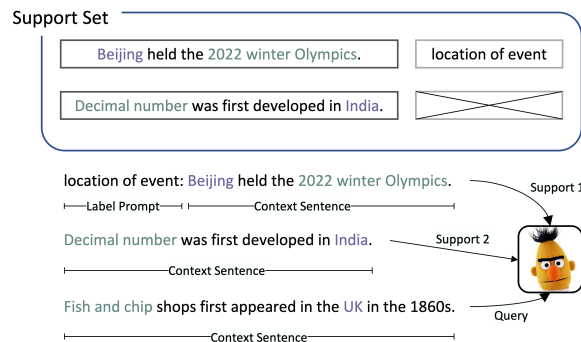 Support Set
Beijing held the 2022 winter Olympics.
location of event
Decimal number was first developed in India.
location of event: Beijing held the 2022 winter Olympics.
Support 1
Label Prompt
Context Sentence
Decimal number was first developed in India.
Support 2
Context Sentence
Fish and chip shops first appeared in the UK in the 1860s.
Query
Context Sentence